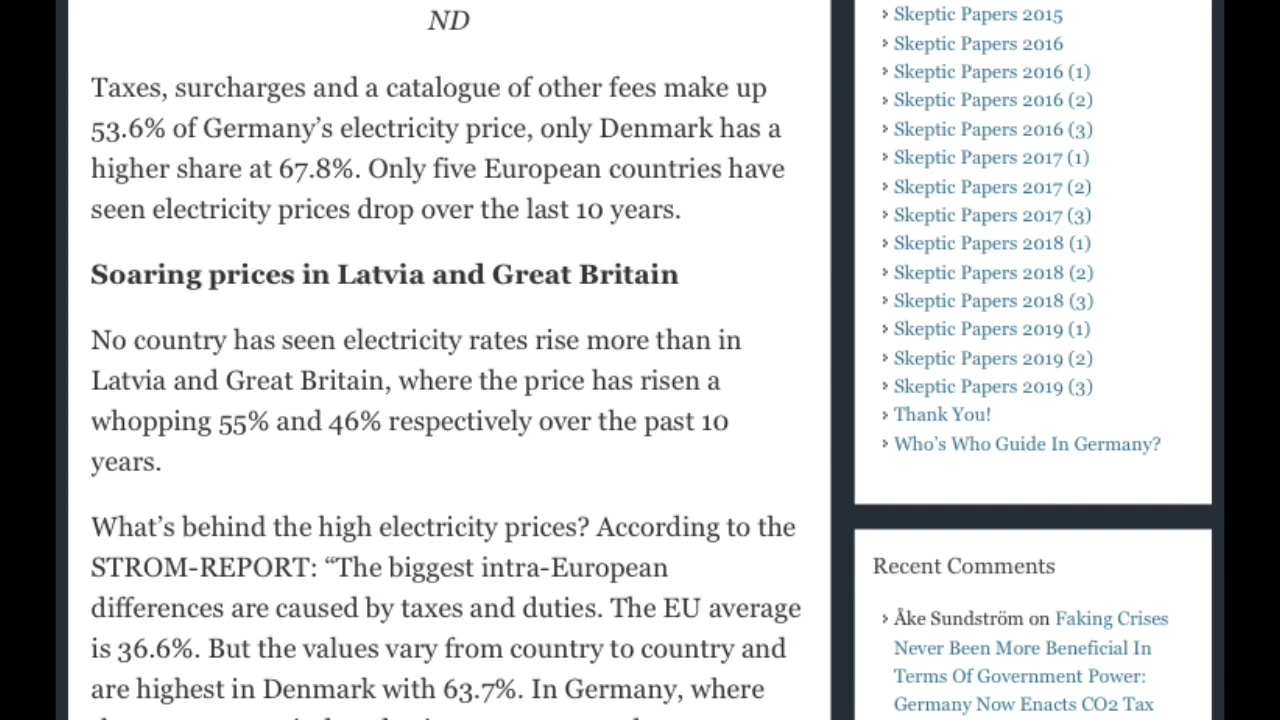 ND
Taxes, surcharges and a catalogue of other fees make up
53.6% of Germany’s electricity price, only Denmark has a
higher share at 67.8%. Only five European countries have
seen electricity prices drop over the last 10 years.
Soaring prices in Latvia and Great Britain
No country has seen electricity rates rise more than in
Latvia and Great Britain, where the price has risen a
whopping 55% and 46% respectively over the past 10
years.
What’s behind the high electricity prices? According to the
STROM-REPORT: “The biggest intra-European
differences are caused by taxes and duties. The EU average
is 36.6%. But the values vary from country to country and
are highest in Denmark with 63.7%. In Germany, where
Skeptic Papers 2015
Skeptic Papers 2016
Skeptic Papers 2016 (1)
Skeptic Papers 2016 (2)
Skeptic Papers 2016 (3)
Skeptic Papers 2017 (1)
Skeptic Papers 2017 (2)
Skeptic Papers 2017 (3)
Skeptic Papers 2018 (1)
Skeptic Papers 2018 (2)
Skeptic Papers 2018 (3)
Skeptic Papers 2019 (1)
Skeptic Papers 2019 (2)
Skeptic Papers 2019 (3)
Thank You!
Who’s Who Guide In Germany?
Recent Comments
Åke Sundström on Faking Crises
Never Been More Beneficial In
Terms Of Government Power:
Germany Now Enacts CO2 Tax